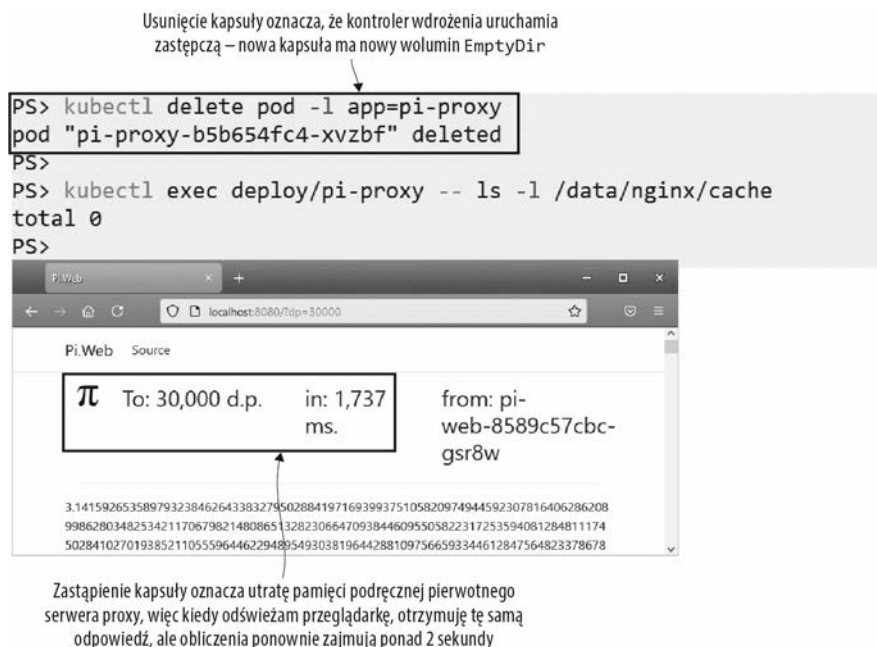 Usunięcie kapsuły oznacza, że kontroler wdrożenia uruchamia
zastępczą – nowa kapsuła ma nowy wolumin EmptyDir
PS> kubectl delete pod -l app=pi-proxy
pod "pi-proxy-b5b654fc4-xvzbf" deleted
PS>
PS> kubectl exec deploy/pi-proxy -- ls -l /data/nginx/cache
total 0
PS>
Pi.Web
localhost:8080/?dp=30000
Pi.Web Source
π To: 30,000 d.p. in: 1,737 from: pi-
ms. web-8589c57cbc-
gsr8w
3.141592653589793238462643383279502884197169399375105820974944592307816406286208
99862803482534211706798214808651328230664709384460955058223172535940812848111174
50284102701938521105559644622948954930381964428810975665933446128475648233786783
Zastąpienie kapsuły oznacza utratę pamięci podręcznej pierwotnego
serwera proxy, więc kiedy odświeżam przeglądarkę, otrzymuję tę samą
odpowiedź, ale obliczenia ponownie zajmują ponad 2 sekundy